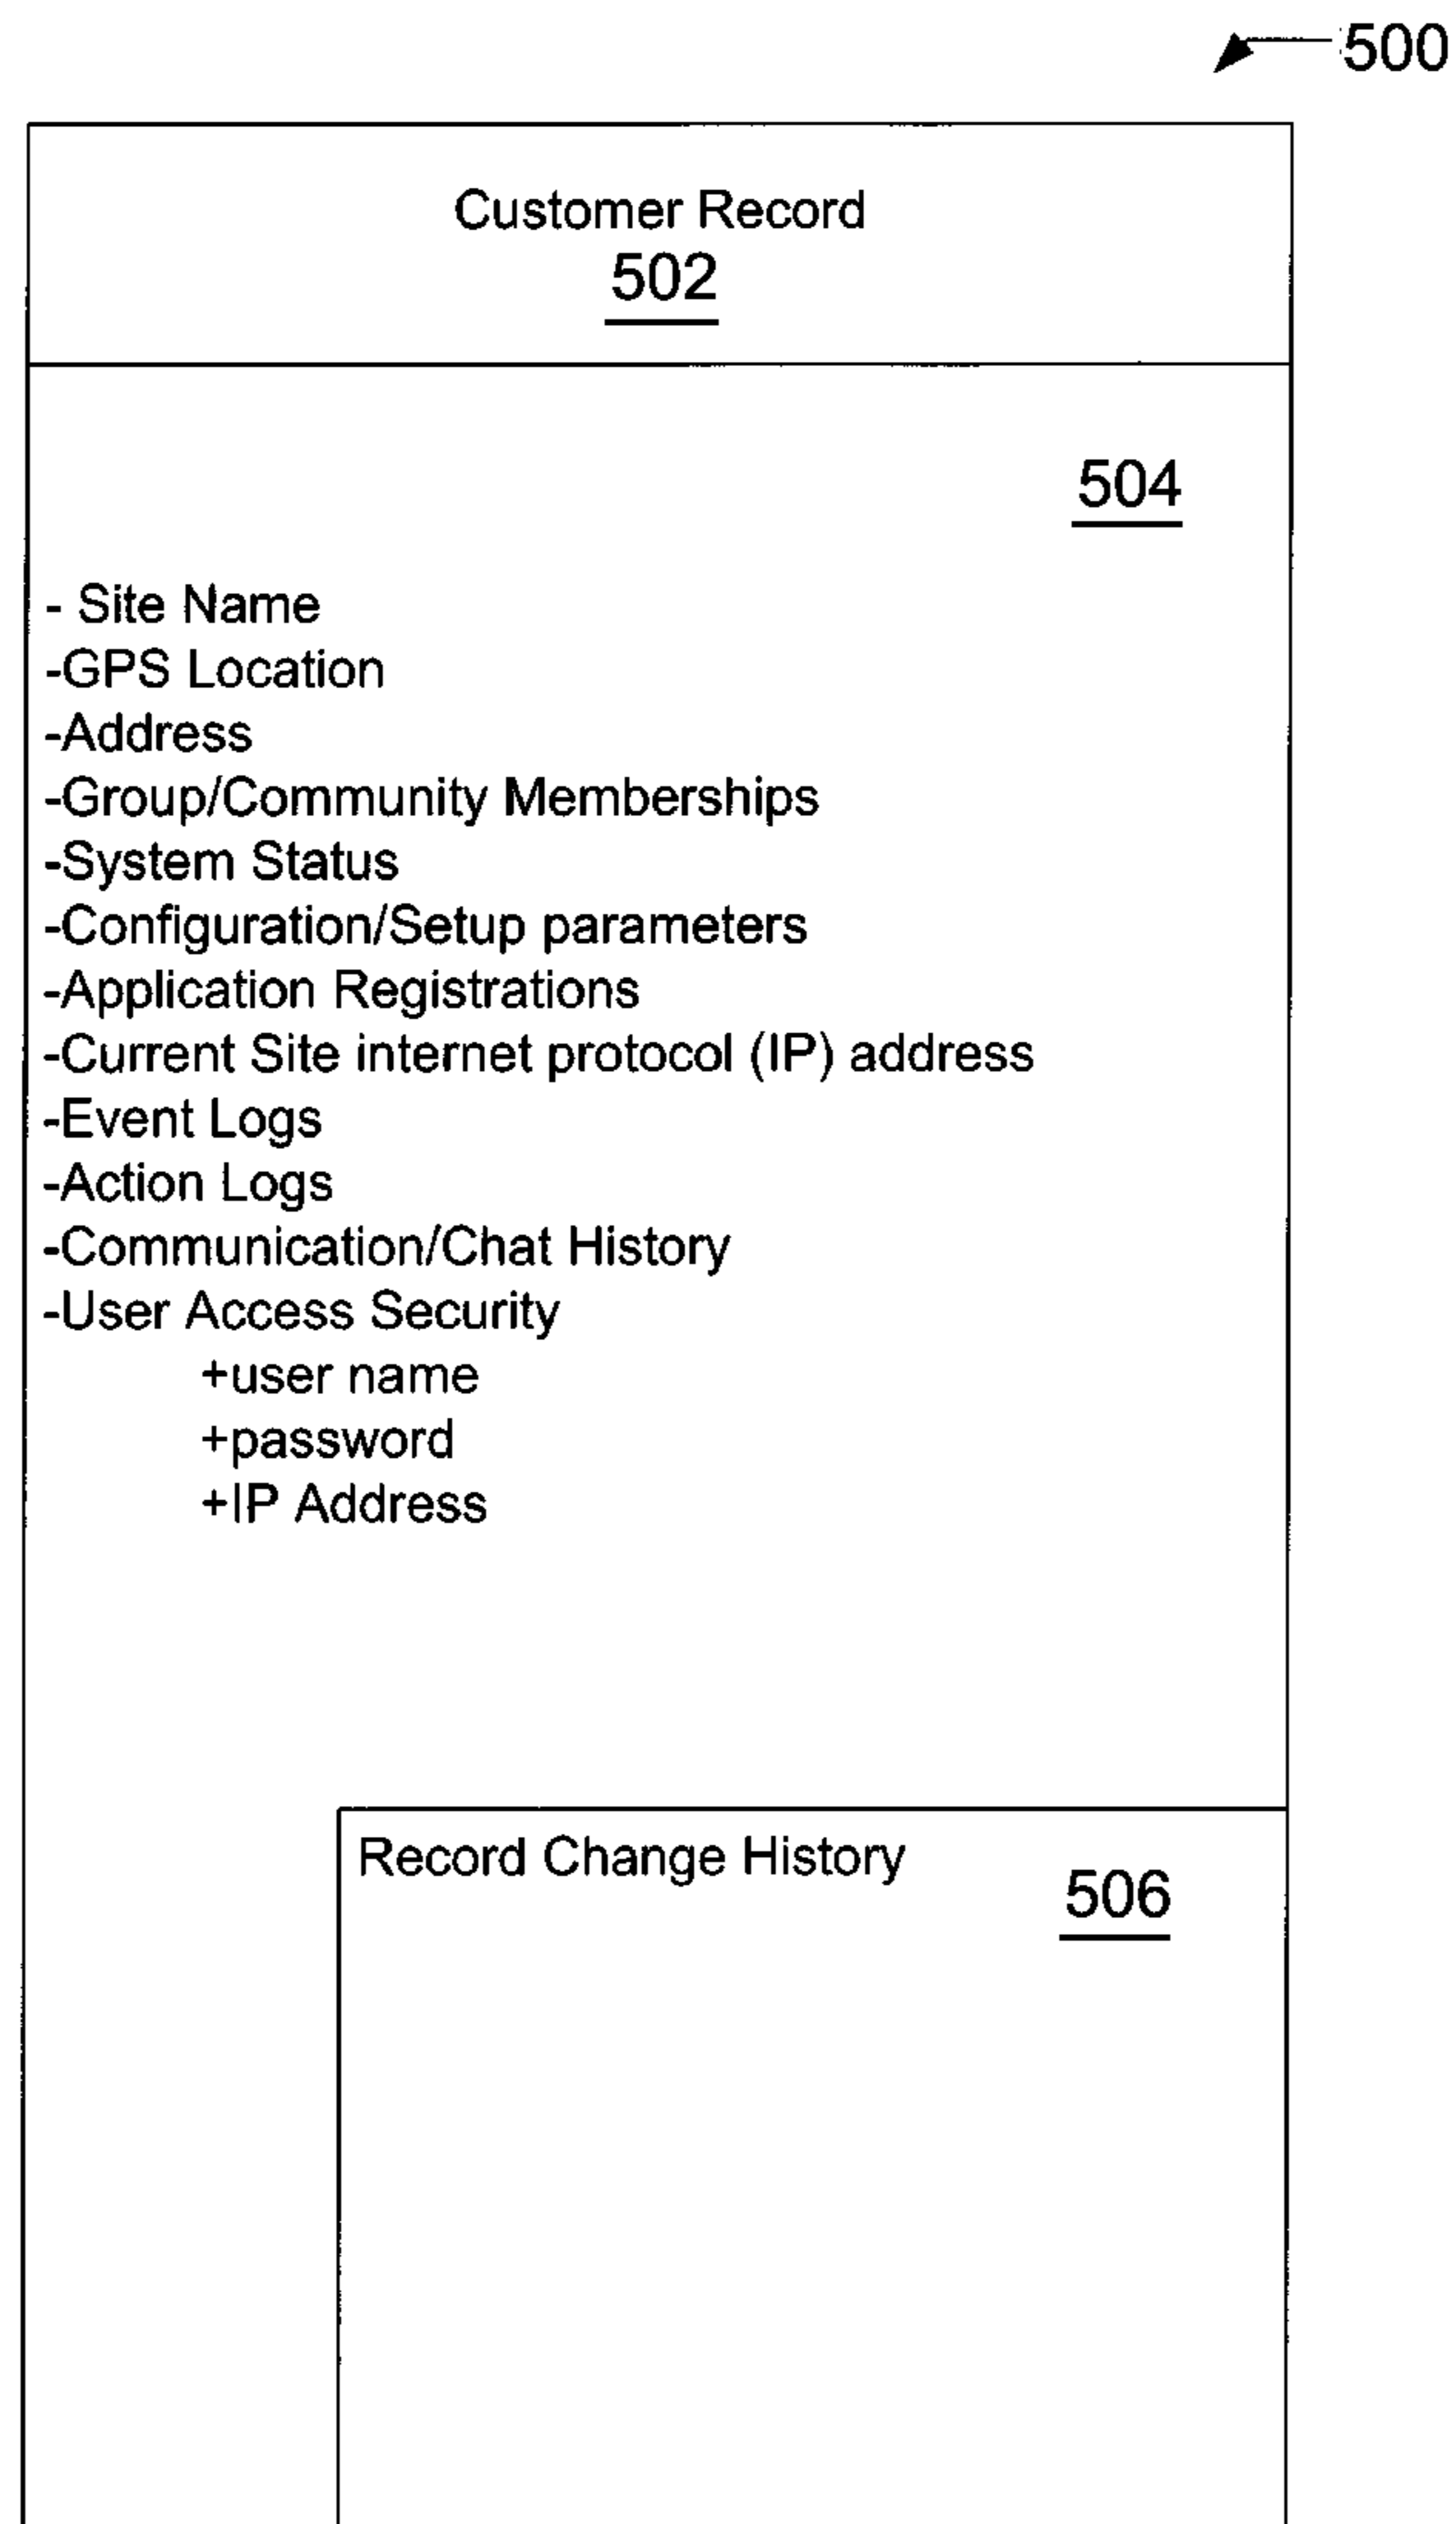 500
Customer Record
502
504
- Site Name
-GPS Location
-Address
-Group/Community Memberships
-System Status
-Configuration/Setup parameters
-Application Registrations
-Current Site internet protocol (IP) address
-Event Logs
-Action Logs
-Communication/Chat History
-User Access Security
+user name
+password
+IP Address
Record Change History
506